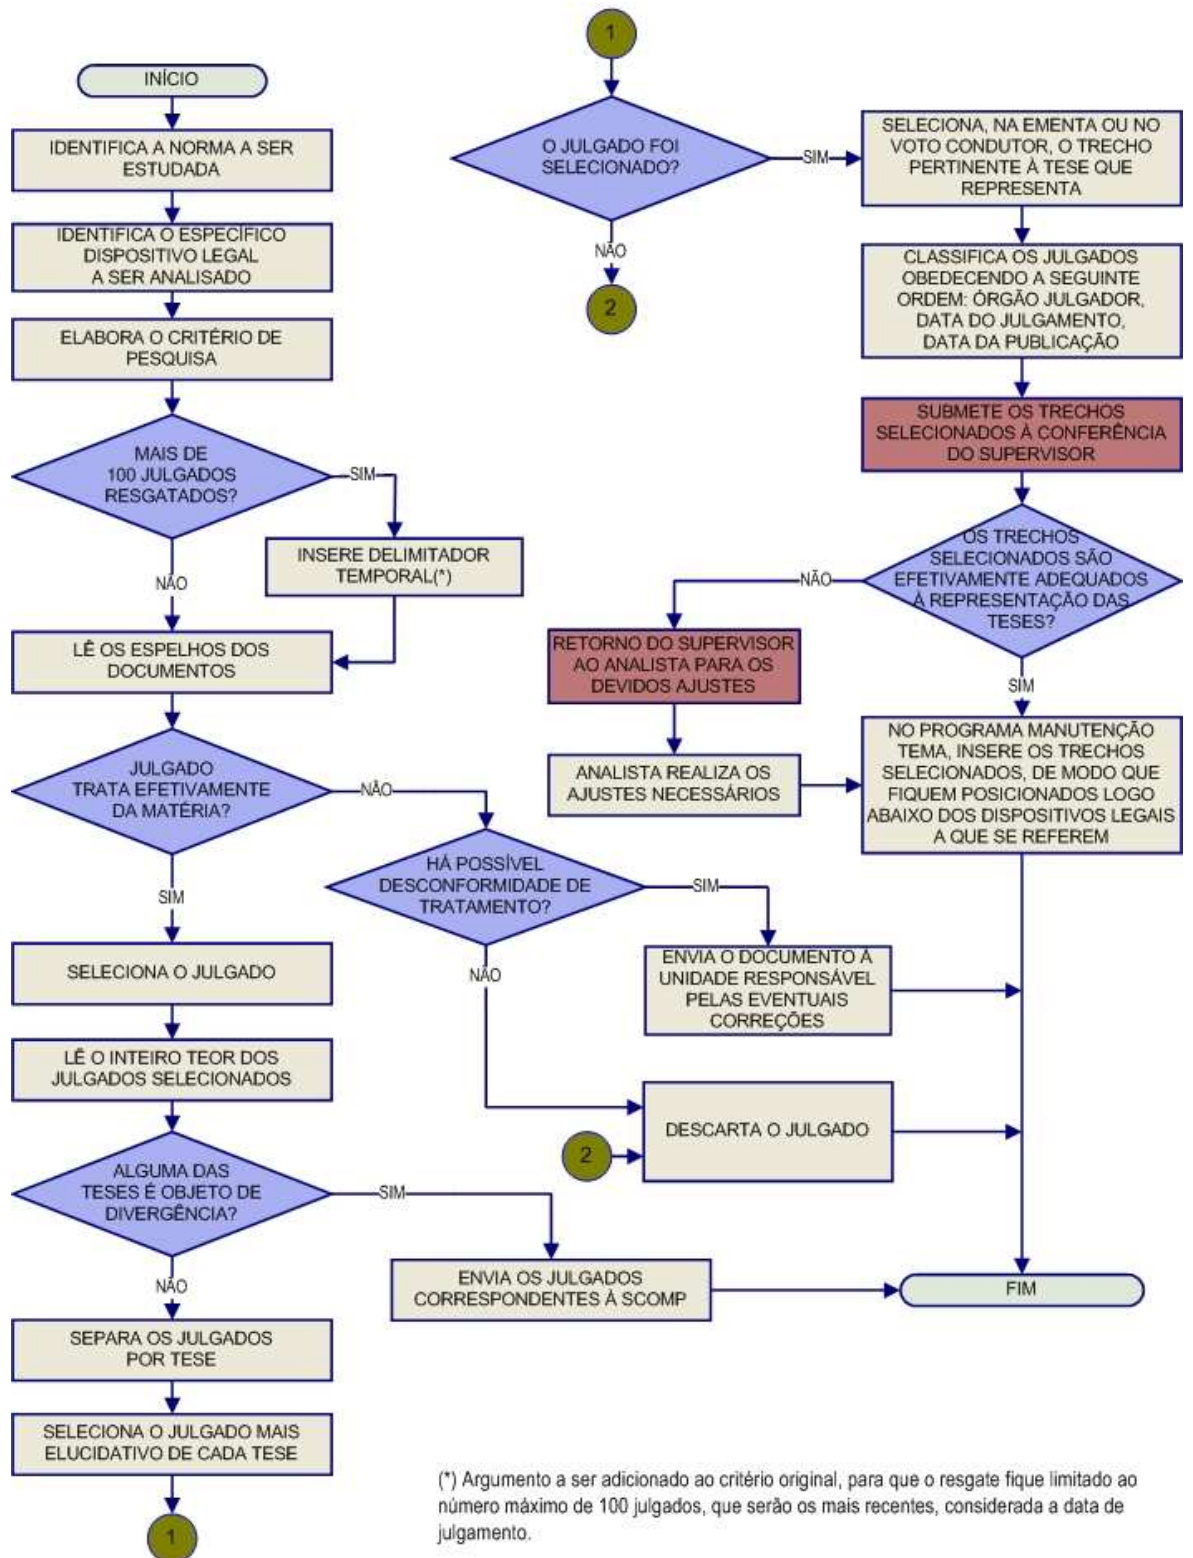 INÍCIO
IDENTIFICA A NORMA A SER
ESTUDADA
IDENTIFICA O ESPECÍFICO
DISPOSITIVO LEGAL
A SER ANALISADO
ELABORA O CRITÉRIO DE
PESQUISA
MAIS DE
100 JULGADOS
RESGATADOS?
SIM
INSERE DELIMITADOR
TEMPORAL(*)
NÃO
LÊ OS ESPELHOS DOS
DOCUMENTOS
JULGADO
TRATA EFETIVAMENTE
DA MATÉRIA?
NÃO
HÁ POSSÍVEL
DESCONFORMIDADE DE
TRATAMENTO?
SIM
ENVIA O DOCUMENTO À
UNIDADE RESPONSÁVEL
PELAS EVENTUAIS
CORREÇÕES
NÃO
2
DESCARTA O JULGADO
SIM
SELECIONA O JULGADO
LÊ O INTEIRO TEOR DOS
JULGADOS SELECIONADOS
ALGUMA DAS
TESES É OBJETO DE
DIVERGÊNCIA?
SIM
ENVIA OS JULGADOS
CORRESPONDENTES À SCOMP
NÃO
SEPARA OS JULGADOS
POR TESE
SELECIONA O JULGADO MAIS
ELUCIDATIVO DE CADA TESE
1
1
O JULGADO FOI
SELECIONADO?
NÃO
2
SIM
SELECIONA, NA EMENTA OU NO
VOTO CONDUTOR, O TRECHO
PERTINENTE À TESE QUE
REPRESENTA
CLASSIFICA OS JULGADOS
OBEDECENDO A SEGUINTE
ORDEM: ÓRGÃO JULGADOR,
DATA DO JULGAMENTO,
DATA DA PUBLICAÇÃO
SUBMETE OS TRECHOS
SELECIONADOS À CONFERÊNCIA
DO SUPERVISOR
OS TRECHOS
SELECIONADOS SÃO
EFETIVAMENTE ADEQUADOS
À REPRESENTAÇÃO DAS
TESES?
NÃO
RETORNO DO SUPERVISOR
AO ANALISTA PARA OS
DEVIDOS AJUSTES
ANALISTA REALIZA OS
AJUSTES NECESSÁRIOS
SIM
NO PROGRAMA MANUTENÇÃO
TEMA, INSERE OS TRECHOS
SELECIONADOS, DE MODO QUE
FIQUEM POSICIONADOS LOGO
ABAIXO DOS DISPOSITIVOS LEGAIS
A QUE SE REFEREM
FIM
(*) Argumento a ser adicionado ao critério original, para que o resgate fique limitado ao
número máximo de 100 julgados, que serão os mais recentes, considerada a data de
julgamento.